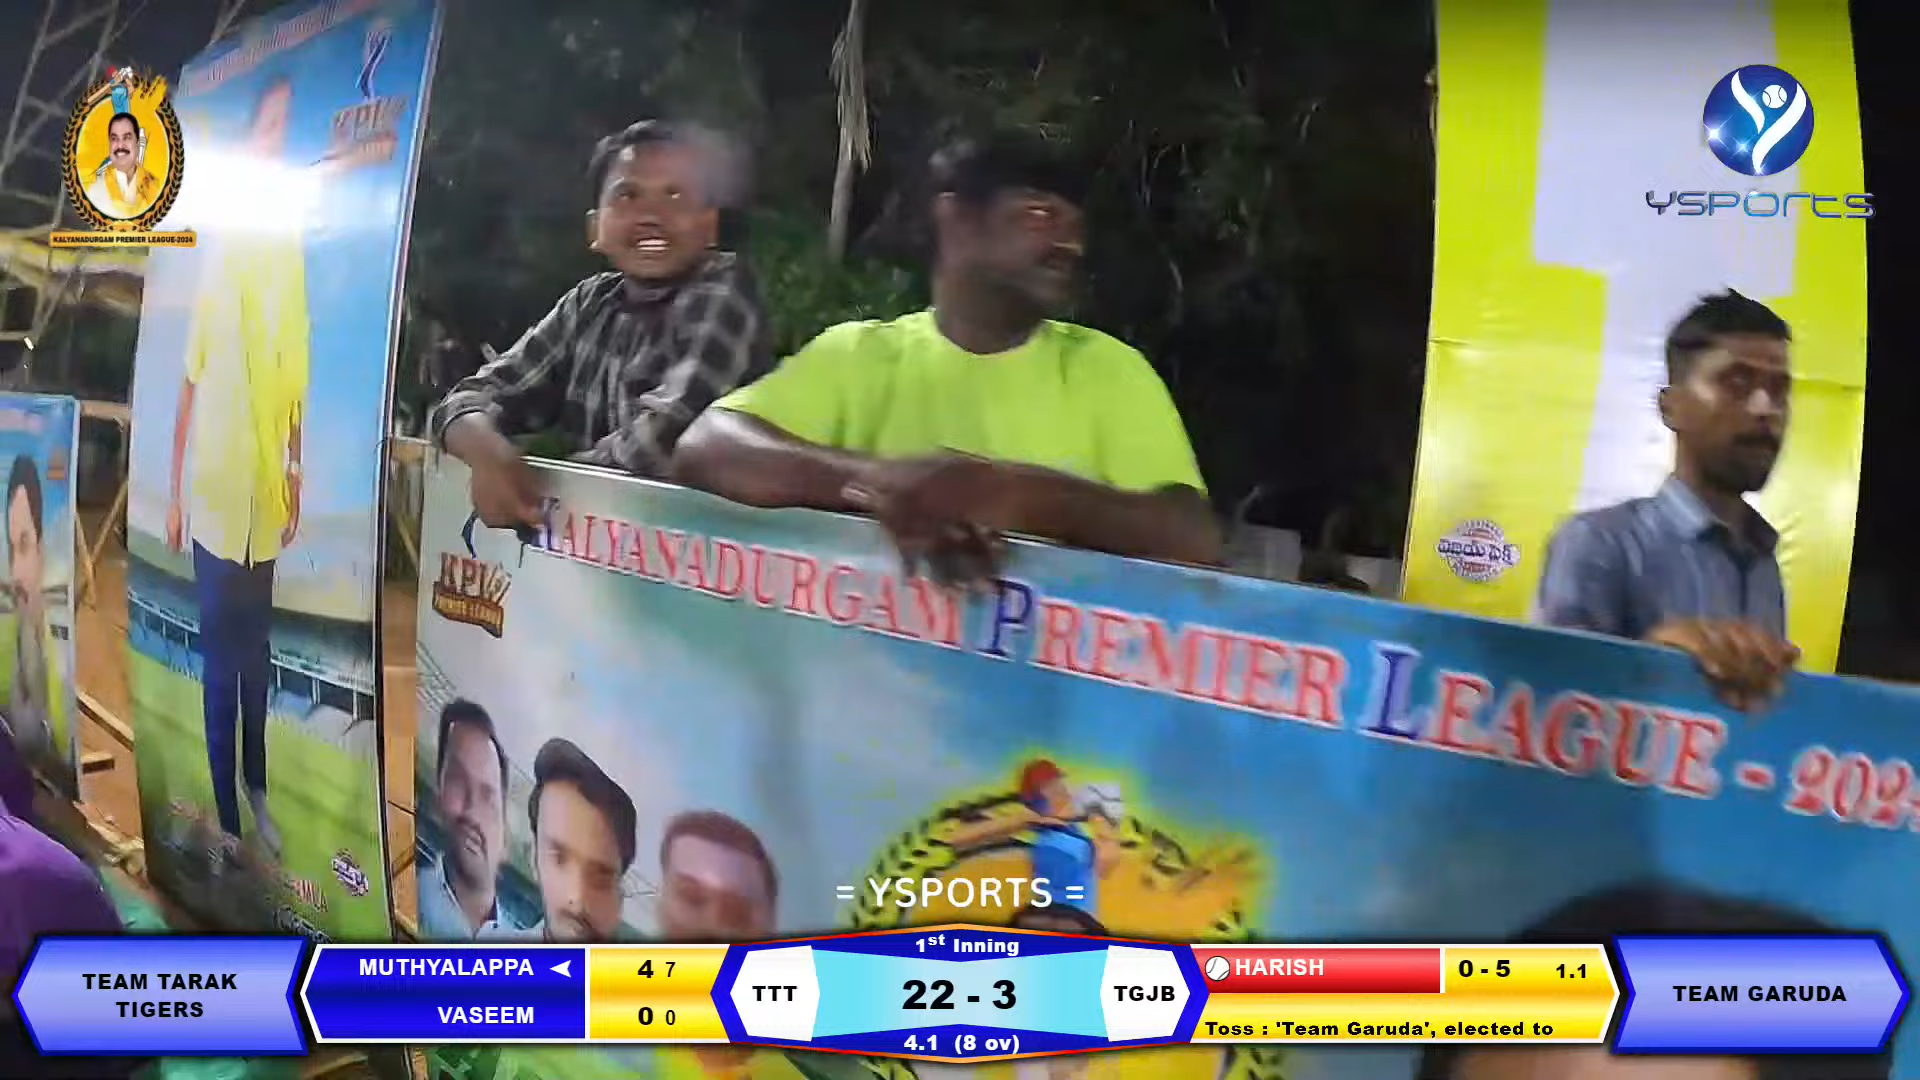 KALYANADURGAM PREMIER LEAGUE-2024
YSPORTS
KPL
PREMIER LEAGUE
KALYANADURGAM PREMIER LEAGUE - 202
= YSPORTS =
TEAM TARAK
TIGERS
MUTHYALAPPA 4 7
VASEEM 0 0
TTT
1st Inning
22 - 3
4.1 (8 ov)
TGJB
HARISH 0 - 5 1.1
Toss : 'Team Garuda', elected to
TEAM GARUDA